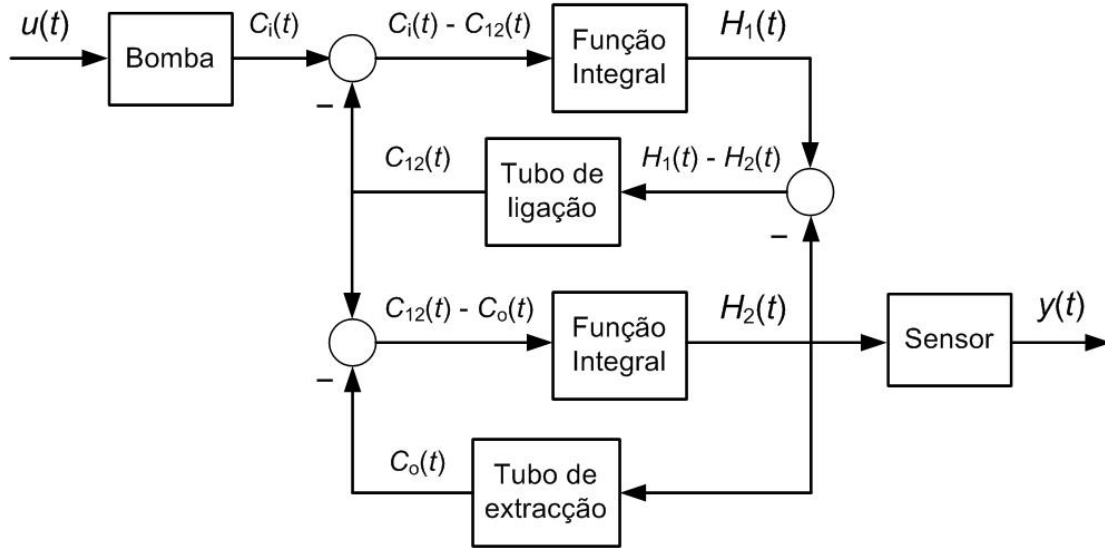 u(t)
Bomba
Ci(t)
Ci(t) - C12(t)
Função
Integral
H1(t)
–
C12(t)
Tubo de
ligação
H1(t) - H2(t)
–
C12(t) - Co(t)
Função
Integral
H2(t)
Sensor
y(t)
–
Co(t)
Tubo de
extracção